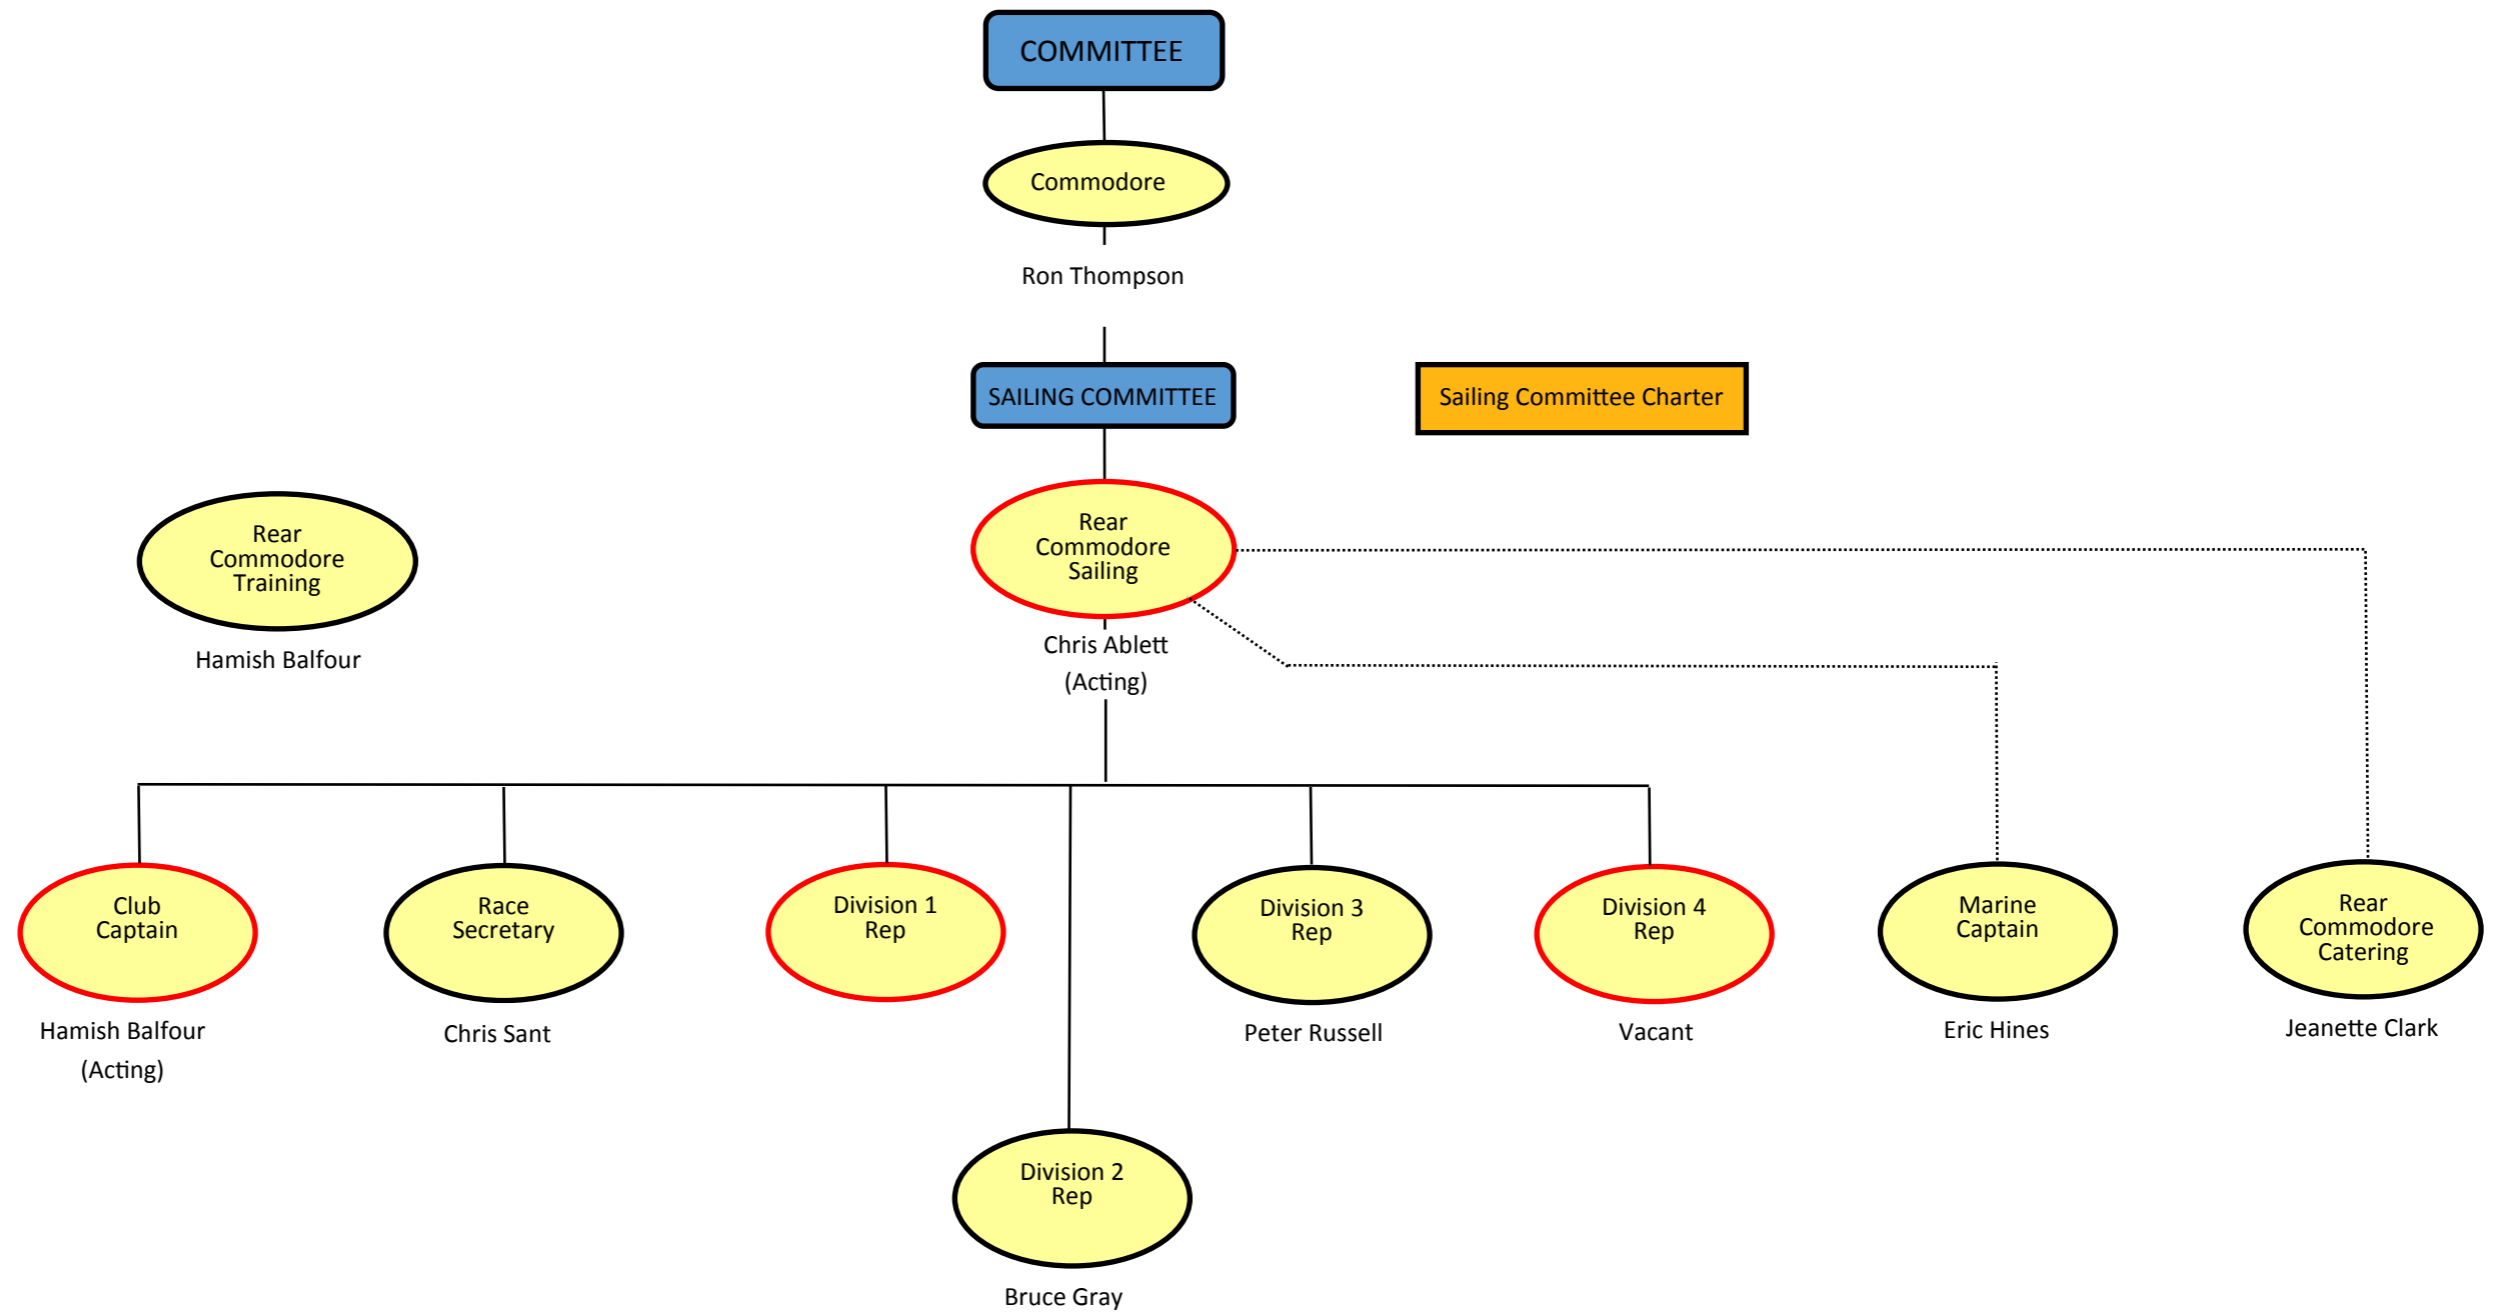 COMMITTEE
Commodore
Ron Thompson
SAILING COMMITTEE
Sailing Committee Charter
Rear
Commodore
Training
Hamish Balfour
Rear
Commodore
Sailing
Chris Ablett
(Acting)
Club
Captain
Hamish Balfour
(Acting)
Race
Secretary
Chris Sant
Division 1
Rep
Division 2
Rep
Bruce Gray
Division 3
Rep
Peter Russell
Division 4
Rep
Vacant
Marine
Captain
Eric Hines
Rear
Commodore
Catering
Jeanette Clark